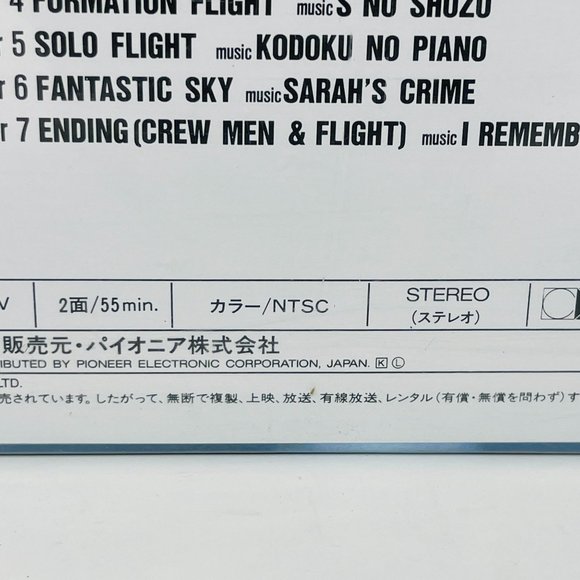 4 FORMATION FLIGHT music S NO SHOZO
r 5 SOLO FLIGHT music KODOKU NO PIANO
r 6 FANTASTIC SKY music SARAH'S CRIME
r 7 ENDING (CREW MEN & FLIGHT) music I REMEMB
V 2面/55min. カラー/NTSC STEREO
(ステレオ)
販売元・パイオニア株式会社
IBUTED BY PIONEER ELECTRONIC CORPORATION, JAPAN. K L
LTD.
売されています。したがって、無断で複製、上映、放送、有線放送、レンタル(有償・無償を問わず)す